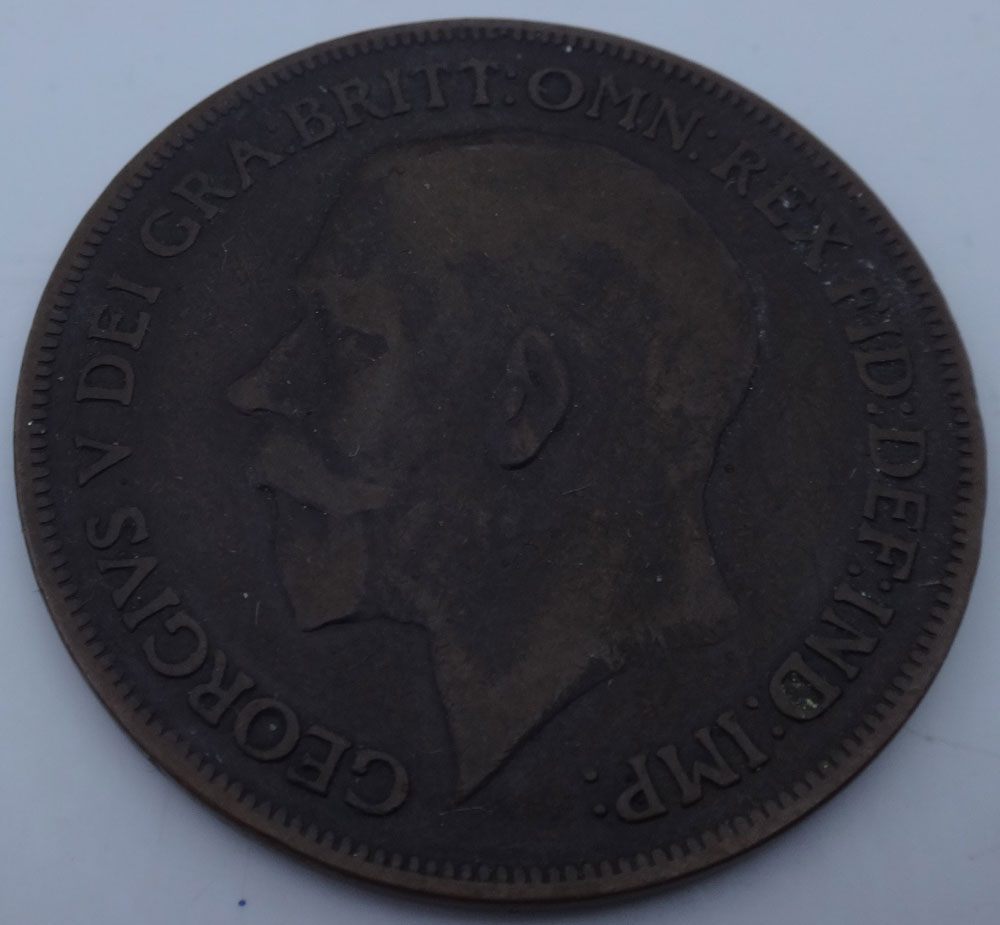 GEORGIVS V DEI GRA: BRITT: OMN: REX FID: DEF: IND: IMP: